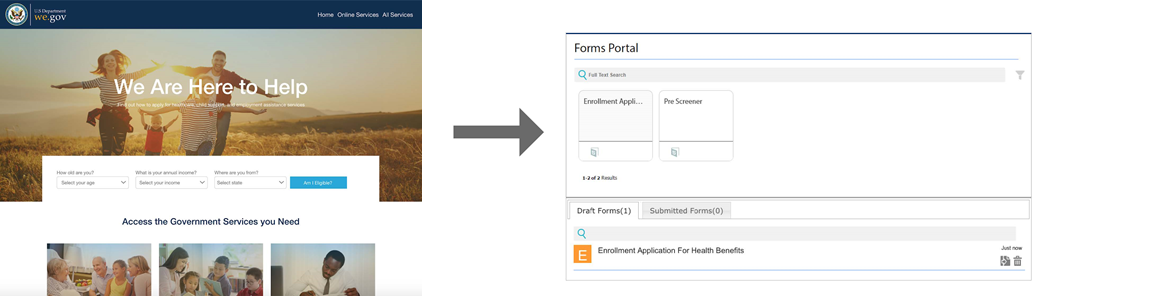 U.S Department
we.gov
Home Online Services All Services
We Are Here to Help
Find out how to apply for healthcare, child support, and employment assistance services.
How old are you? What is your annual income? Where are you from?
Select your age Select your income Select state Am I Eligible?
Access the Government Services you Need
Forms Portal
Full Text Search
Enrollment Appli... Pre Screener
1-2 of 2 Results
Draft Forms(1) Submitted Forms(0)
E Enrollment Application For Health Benefits Just now